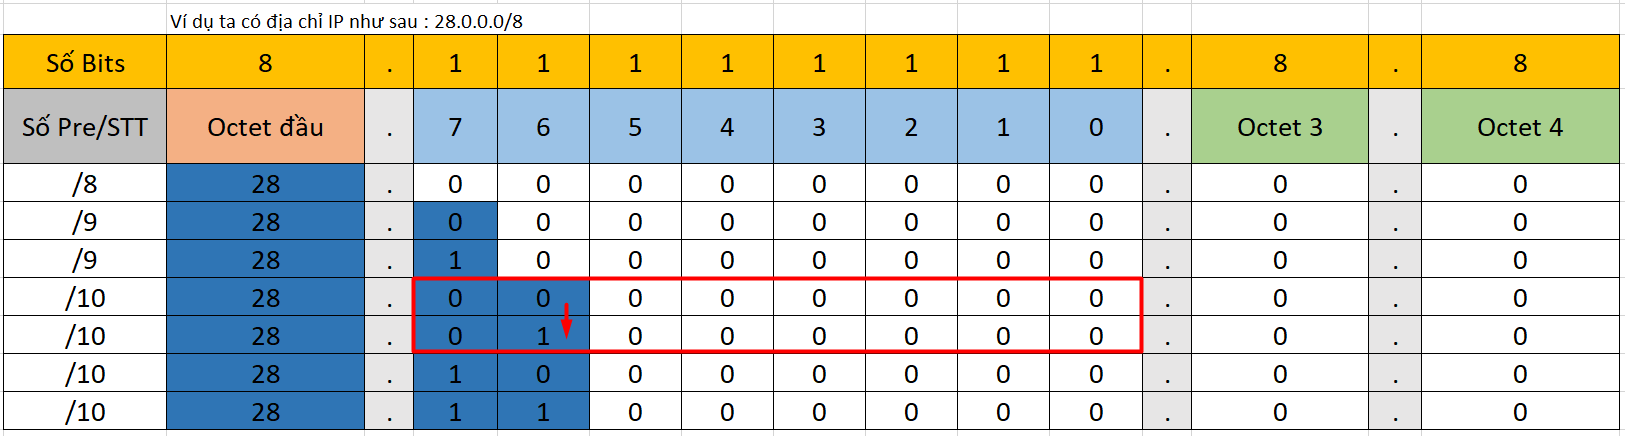 Ví dụ ta có địa chỉ IP như sau : 28.0.0.0/8
Số Bits 8 . 1 1 1 1 1 1 1 1 . 8 . 8
Số Pre/STT Octet đầu . 7 6 5 4 3 2 1 0 . Octet 3 . Octet 4
/8 28 . 0 0 0 0 0 0 0 0 . 0 . 0
/9 28 . 0 0 0 0 0 0 0 0 . 0 . 0
/9 28 . 1 0 0 0 0 0 0 0 . 0 . 0
/10 28 . 0 0 0 0 0 0 0 0 . 0 . 0
/10 28 . 0 1 0 0 0 0 0 0 . 0 . 0
/10 28 . 1 0 0 0 0 0 0 0 . 0 . 0
/10 28 . 1 1 0 0 0 0 0 0 . 0 . 0